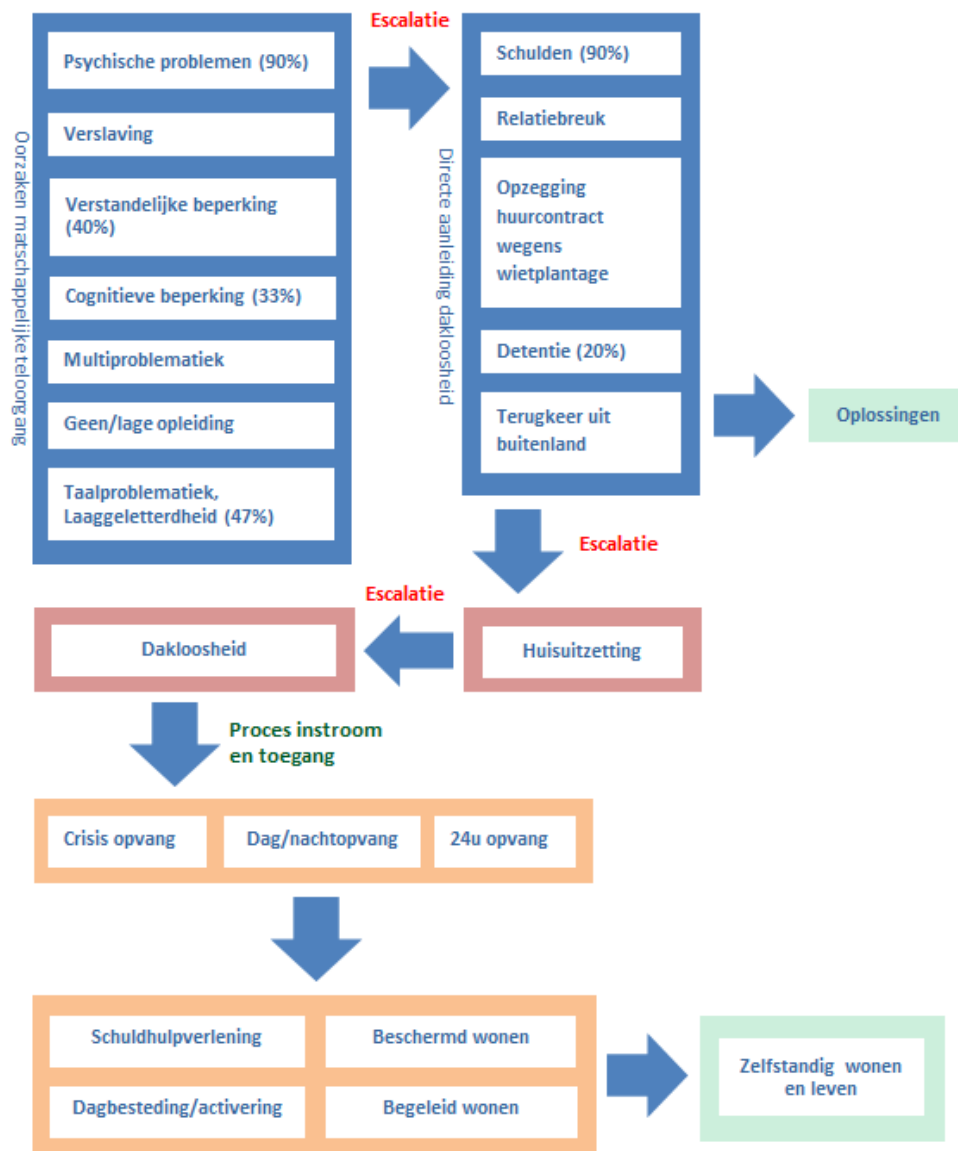 Escalatie
Oorzaken matschappelijke teloorgang
Psychische problemen (90%)
Verslaving
Verstandelijke beperking
(40%)
Cognitieve beperking (33%)
Multiproblematiek
Geen/lage opleiding
Taalproblematiek,
Laaggeletterdheid (47%)
Directe aanleiding dakloosheid
Schulden (90%)
Relatiebreuk
Opzegging
huurcontract
wegens
wietplantage
Detentie (20%)
Terugkeer uit
buitenland
Oplossingen
Escalatie
Escalatie
Huisuitzetting
Dakloosheid
Proces instroom
en toegang
Crisis opvang
Dag/nachtopvang
24u opvang
Schuldhulpverlening
Beschermd wonen
Dagbesteding/activering
Begeleid wonen
Zelfstandig wonen
en leven